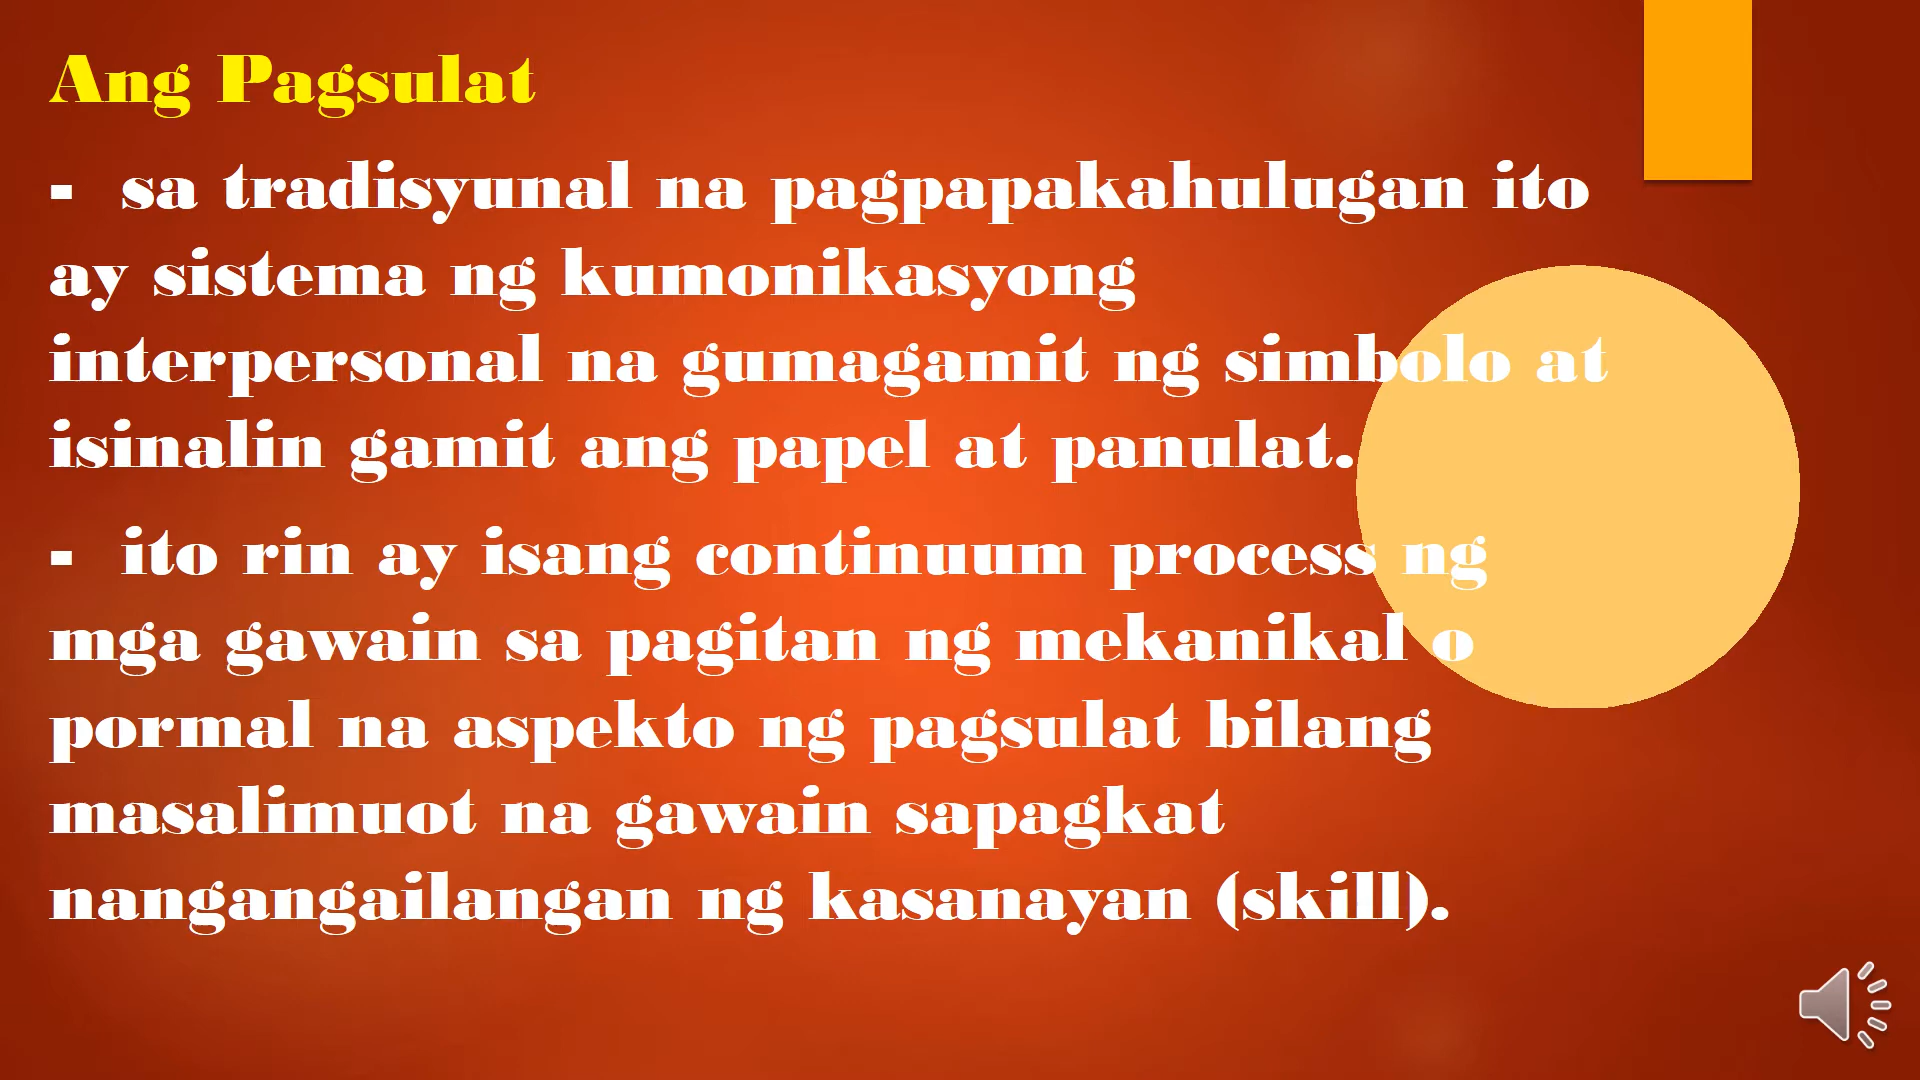 Ang Pagsulat
- sa tradisyunal na pagpapakahulugan ito
ay sistema ng kumonikasyong
interpersonal na gumagamit ng simbolo at
isinalin gamit ang papel at panulat.
- ito rin ay isang continuum process ng
mga gawain sa pagitan ng mekanikal o
pormal na aspekto ng pagsulat bilang
masalimuot na gawain sapagkat
nangangailangan ng kasanayan (skill).